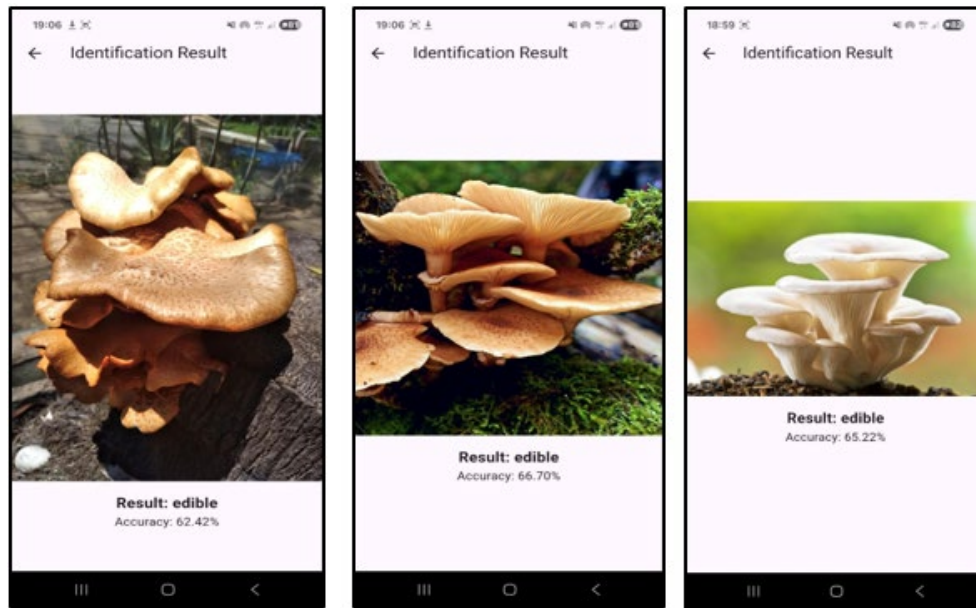 19:06
← Identification Result
Result: edible
Accuracy: 62.42%
19:06
← Identification Result
Result: edible
Accuracy: 66.70%
18:59
← Identification Result
Result: edible
Accuracy: 65.22%